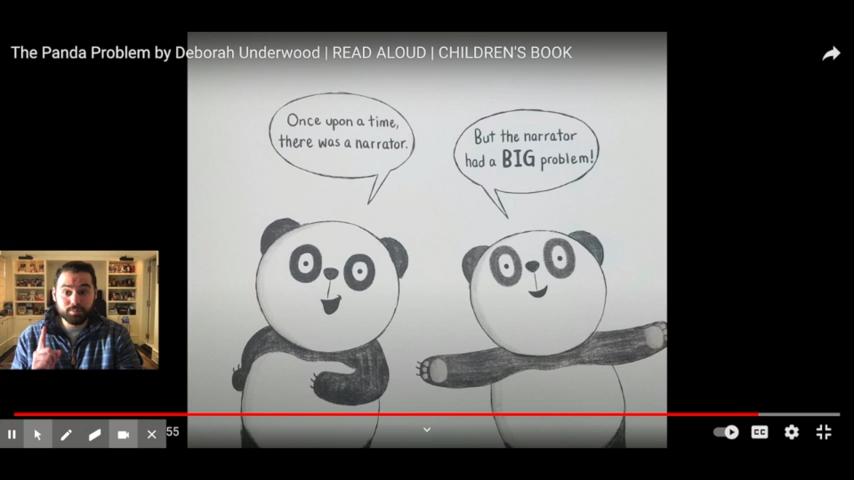 The Panda Problem by Deborah Underwood | READ ALOUD | CHILDREN'S BOOK
Once upon a time,
there was a narrator.
But the narrator
had a BIG problem!
55
CC